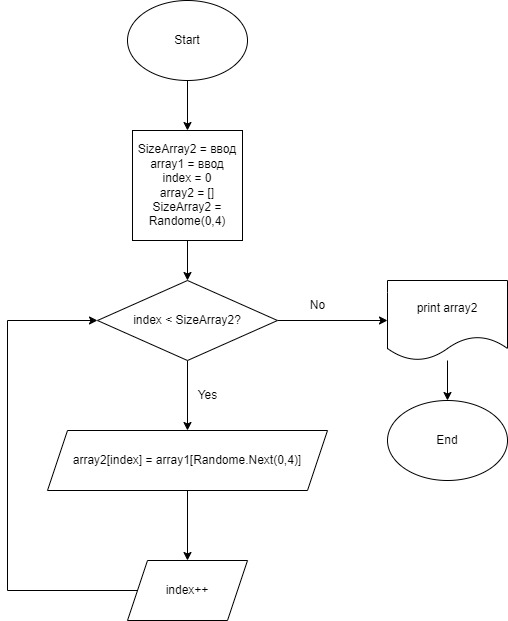 Start
SizeArray2 = ввод
array1 = ввод
index = 0
array2 = []
SizeArray2 =
Randome(0,4)
index < SizeArray2?
No
print array2
Yes
End
array2[index] = array1[Randome.Next(0,4)]
index++